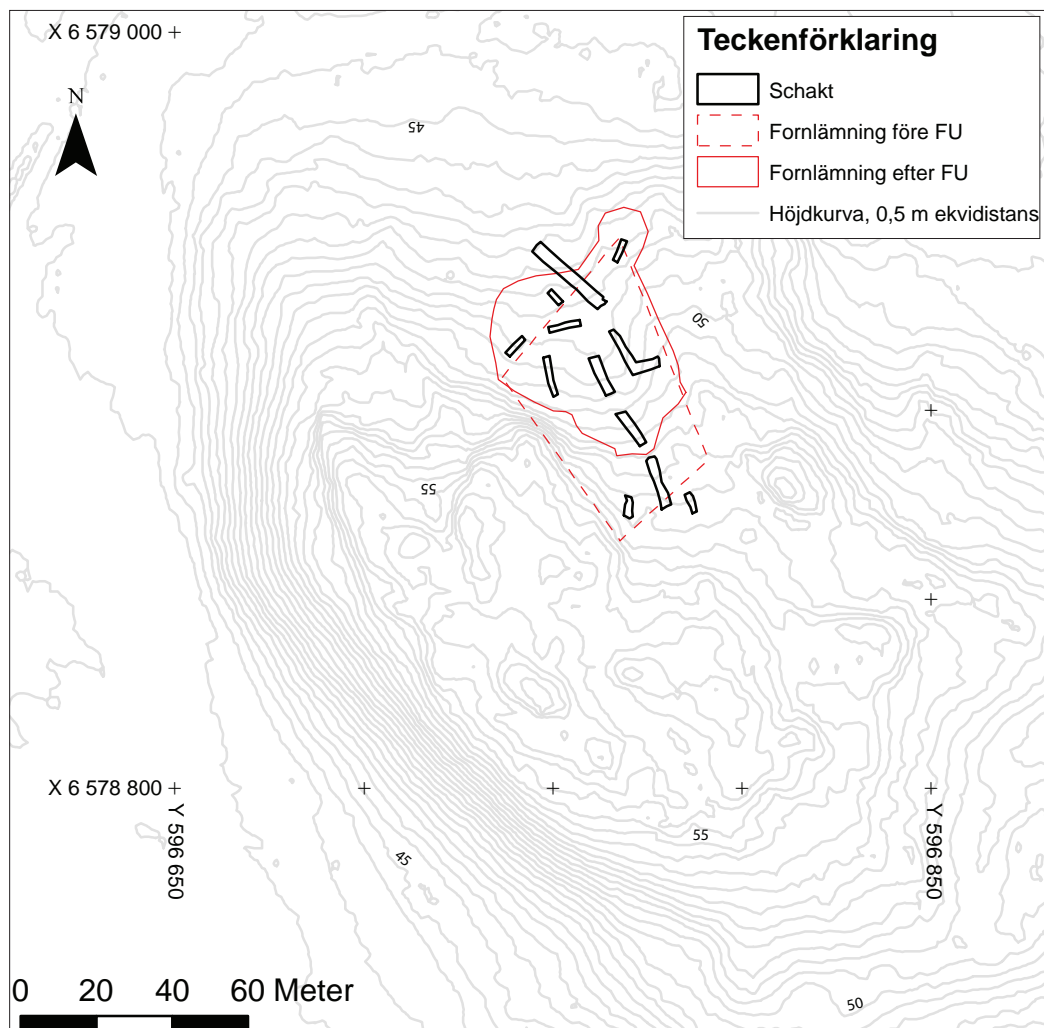 X 6 579 000
N
Teckenförklaring
Schakt
Fornlämning före FU
Fornlämning efter FU
Höjdkurva, 0,5 m ekvidistans
45
50
55
X 6 578 800
Y 596 650
Y 596 850
55
45
50
0 20 40 60 Meter